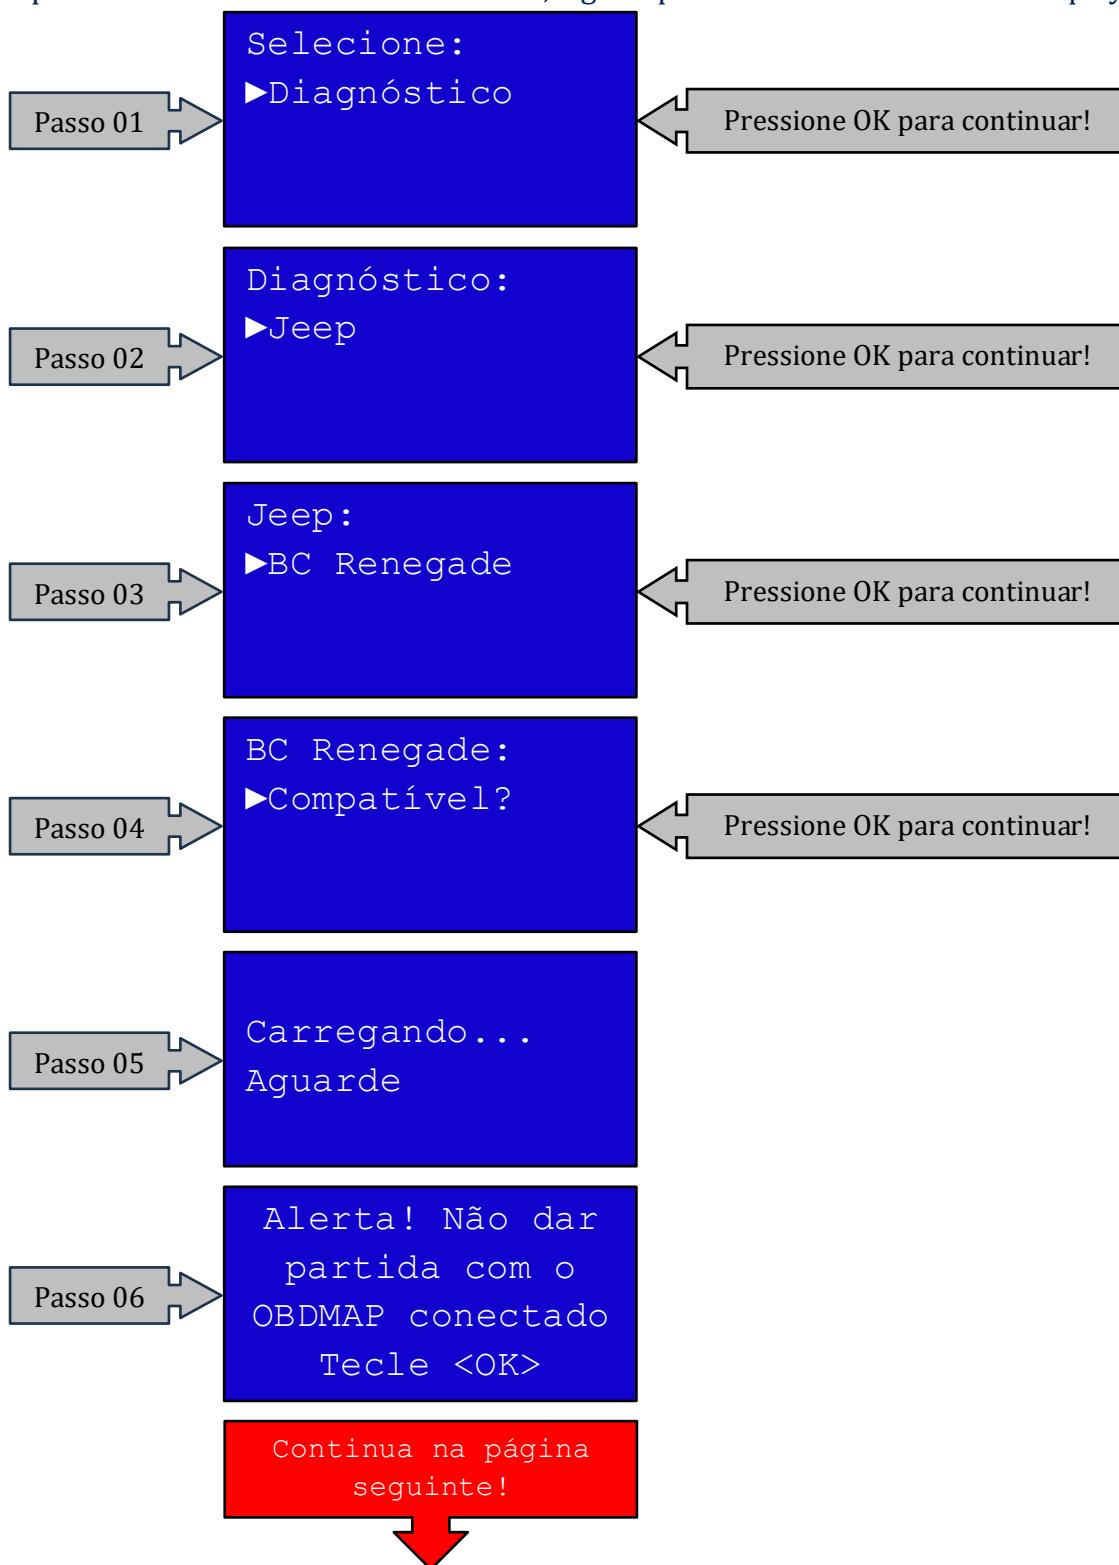 Selecione:
►Diagnóstico
Passo 01
Pressione OK para continuar!
Diagnóstico:
►Jeep
Passo 02
Pressione OK para continuar!
Jeep:
►BC Renegade
Passo 03
Pressione OK para continuar!
BC Renegade:
►Compatível?
Passo 04
Pressione OK para continuar!
Carregando...
Aguarde
Passo 05
Alerta! Não dar
partida com o
OBDMAP conectado
Tecle <OK>
Passo 06
Continua na página
seguinte!